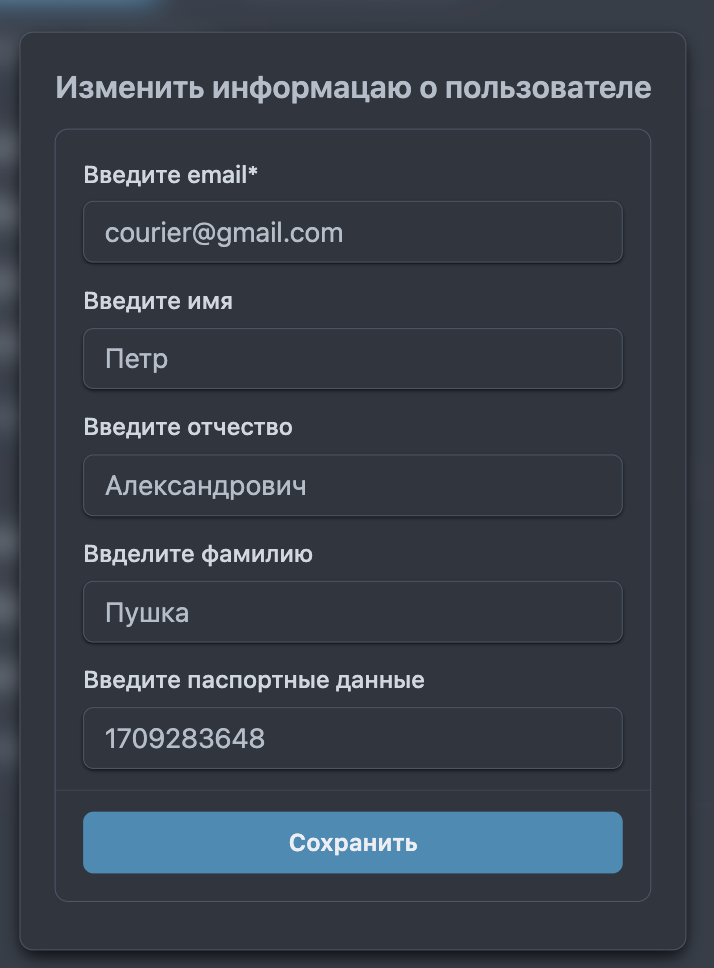 Изменить информацаю о пользователе
Введите email*
courier@gmail.com
Введите имя
Петр
Введите отчество
Александрович
Ввделите фамилию
Пушка
Введите паспортные данные
1709283648
Сохранить